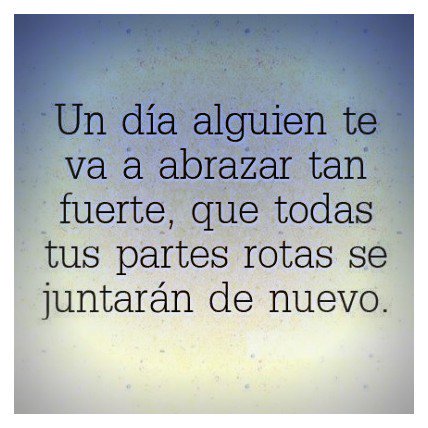 Un día alguien te
va a abrazar tan
fuerte, que todas
tus partes rotas se
juntarán de nuevo.